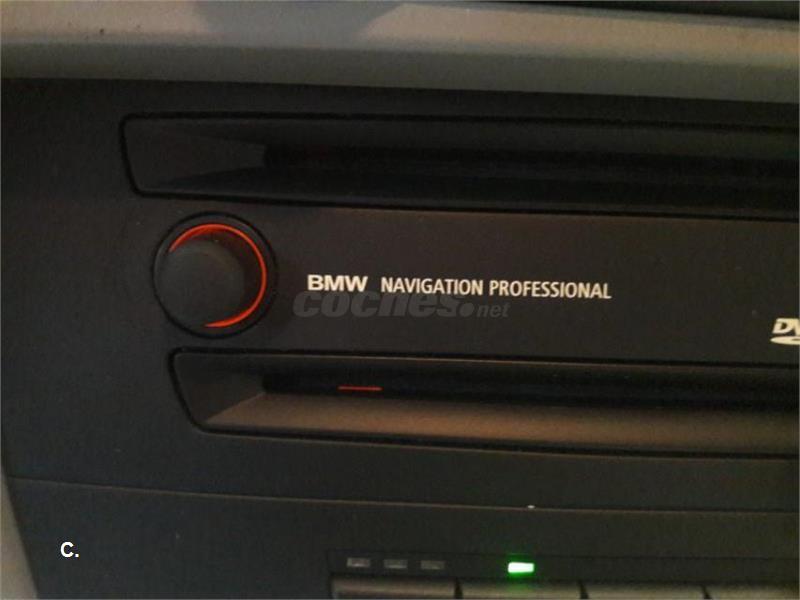 BMW NAVIGATION PROFESSIONAL
coches.net
C.